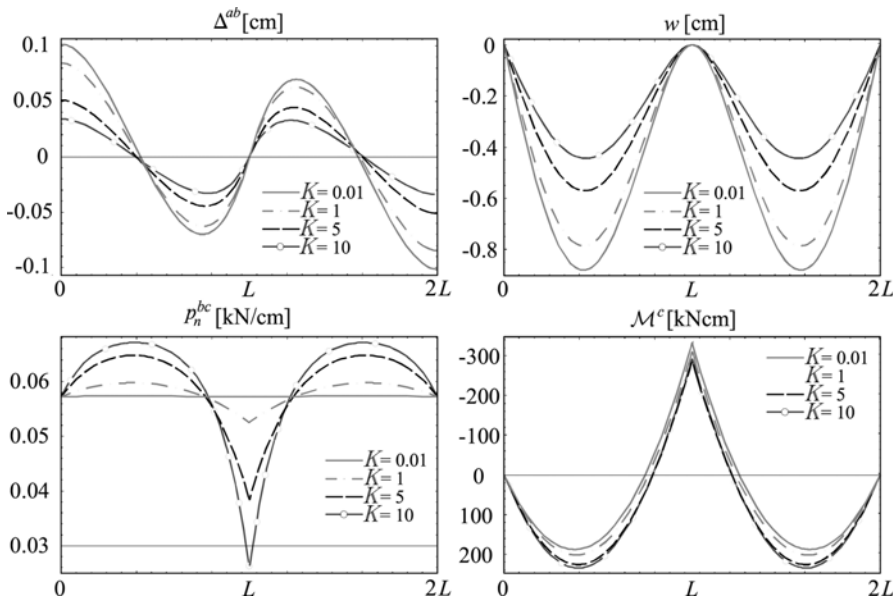 Δᵃᵇ[cm]
0.1
0.05
0
-0.05
-0.1
K= 0.01
K= 1
K= 5
K= 10
0
L
2L
w [cm]
0
-0.2
-0.4
-0.6
-0.8
K= 0.01
K= 1
K= 5
K= 10
0
L
2L
pₙᵇᶜ[kN/cm]
0.06
0.05
0.04
0.03
K= 0.01
K= 1
K= 5
K= 10
0
L
2L
ℳᶜ[kNcm]
-300
-200
-100
0
100
200
K= 0.01
K= 1
K= 5
K= 10
0
L
2L